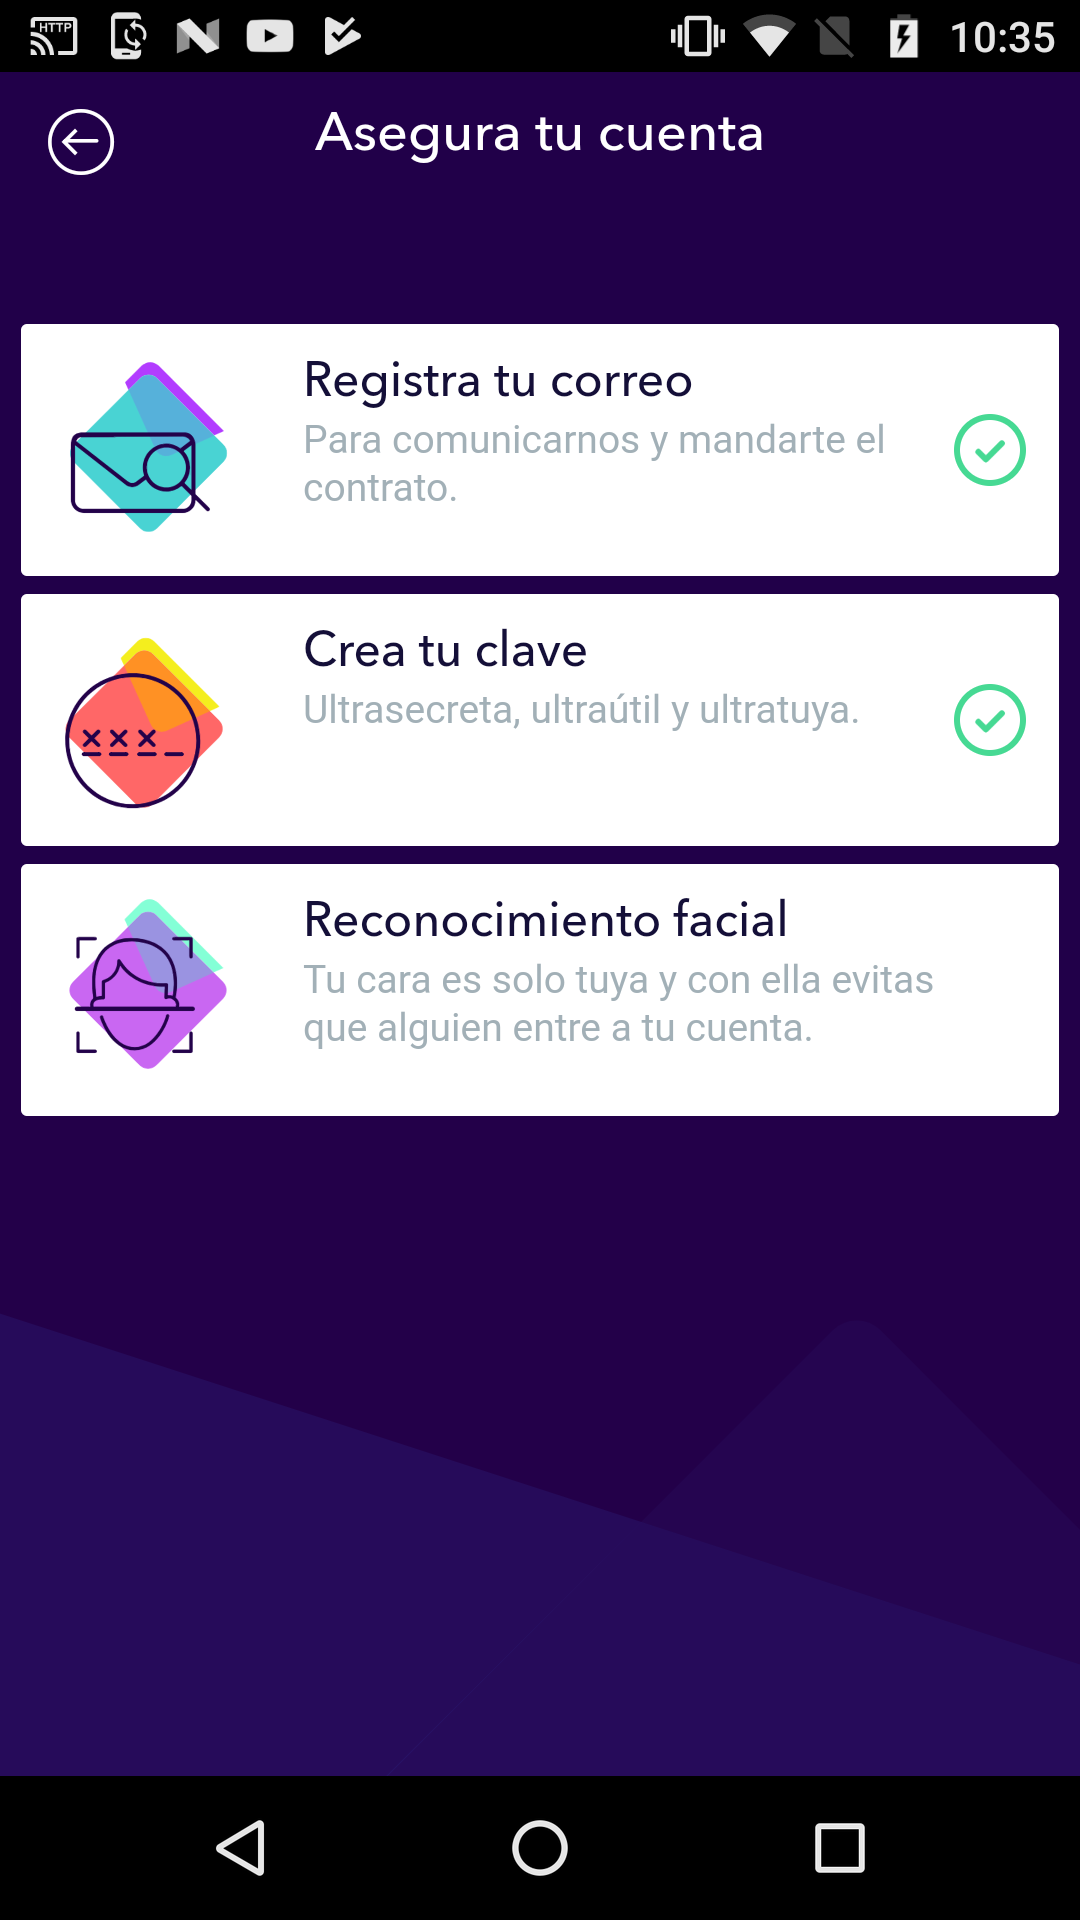 HTTP
10:35
Asegura tu cuenta
Registra tu correo
Para comunicarnos y mandarte el
contrato.
Crea tu clave
Ultrasecreta, ultraútil y ultratuya.
Reconocimiento facial
Tu cara es solo tuya y con ella evitas
que alguien entre a tu cuenta.